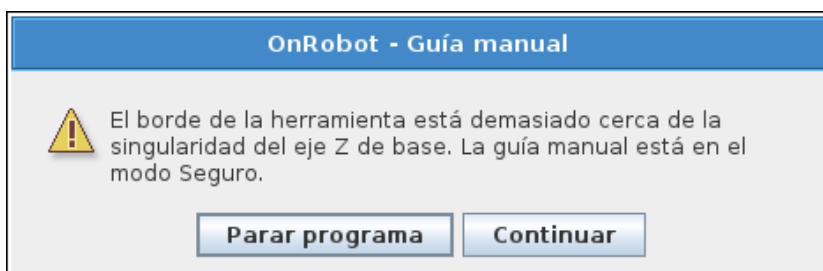 OnRobot - Guía manual
El borde de la herramienta está demasiado cerca de la
singularidad del eje Z de base. La guía manual está en el
modo Seguro.
Parar programa Continuar